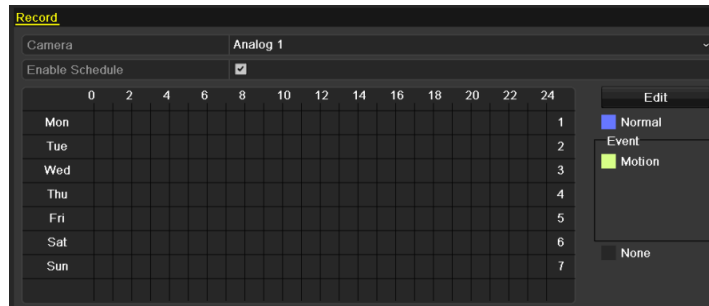 Record
Camera Analog 1
Enable Schedule
0 2 4 6 8 10 12 14 16 18 20 22 24 Edit
Mon 1 Normal
Tue 2 Event
Wed 3 Motion
Thu 4
Fri 5
Sat 6 None
Sun 7